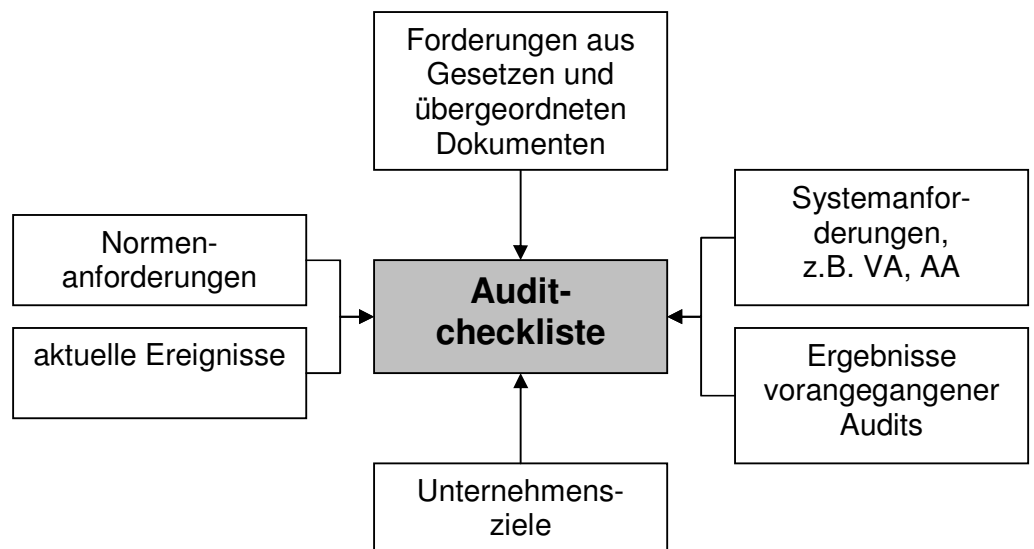 Forderungen aus
Gesetzen und
übergeordneten
Dokumenten
Normen-
anforderungen
aktuelle Ereignisse
Audit-
checkliste
Systemanfor-
derungen,
z.B. VA, AA
Ergebnisse
vorangegangener
Audits
Unternehmens-
ziele